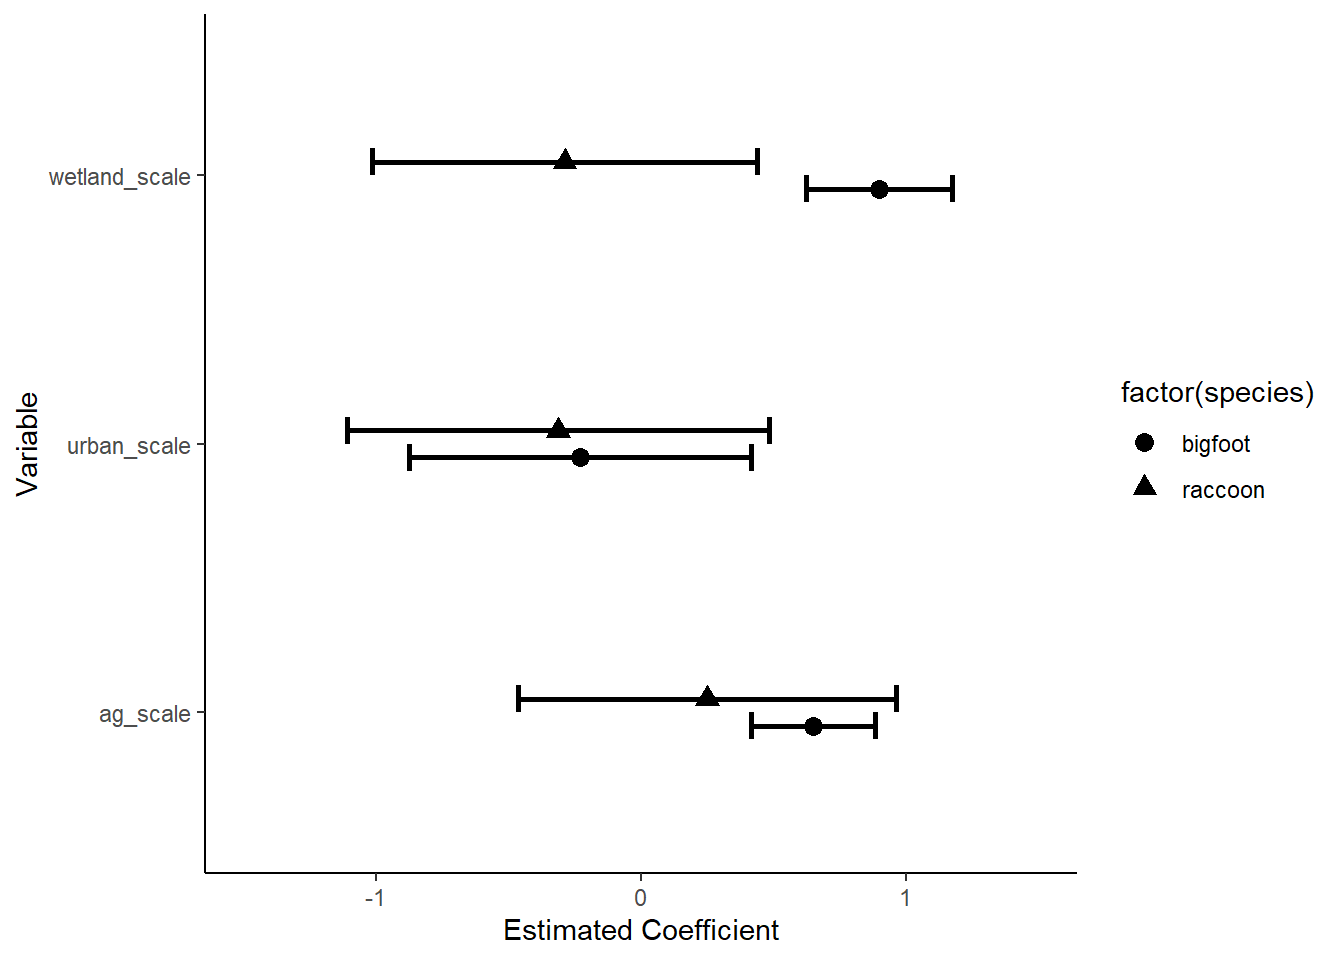 wetland_scale
urban_scale
ag_scale
Variable
-1 0 1
Estimated Coefficient
factor(species)
bigfoot
raccoon